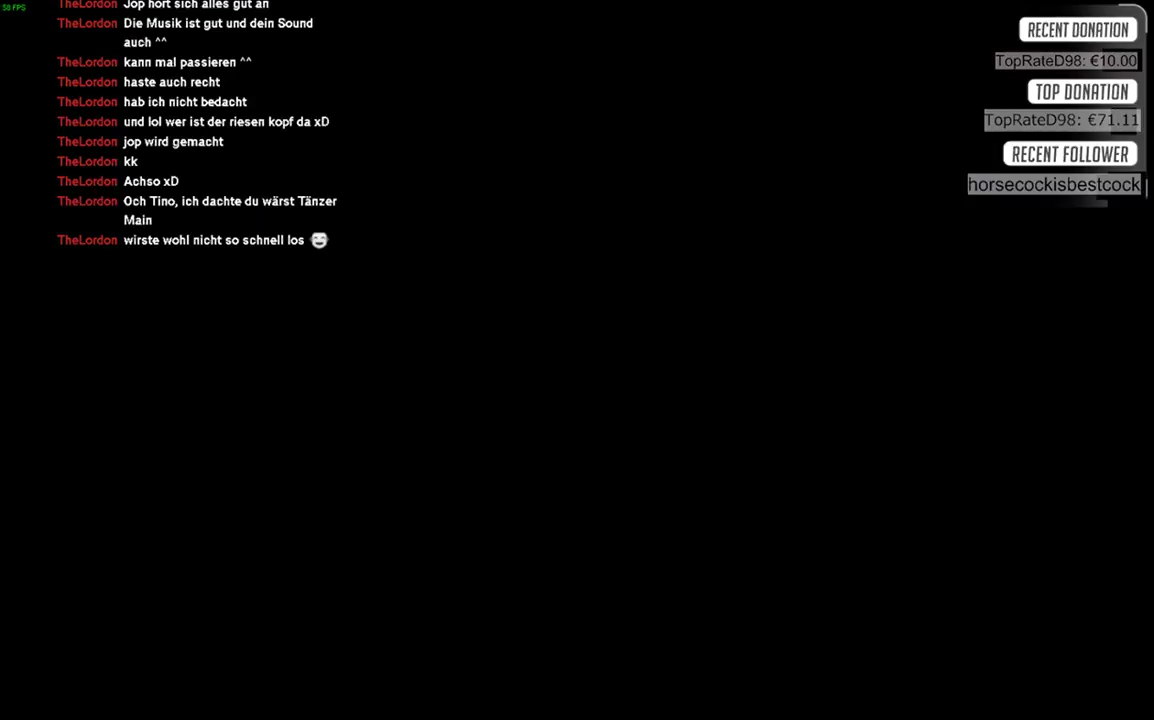 58 FPS
TheLordon Jop hört sich alles gut an
TheLordon Die Musik ist gut und dein Sound
auch ^^
TheLordon kann mal passieren ^^
TheLordon haste auch recht
TheLordon hab ich nicht bedacht
TheLordon und lol wer ist der riesen kopf da xD
TheLordon jop wird gemacht
TheLordon kk
TheLordon Achso xD
TheLordon Och Tino, ich dachte du wärst Tänzer
Main
TheLordon wirste wohl nicht so schnell los
RECENT DONATION
TopRateD98: €10.00
TOP DONATION
TopRateD98: €71.11
RECENT FOLLOWER
horsecockisbestcock